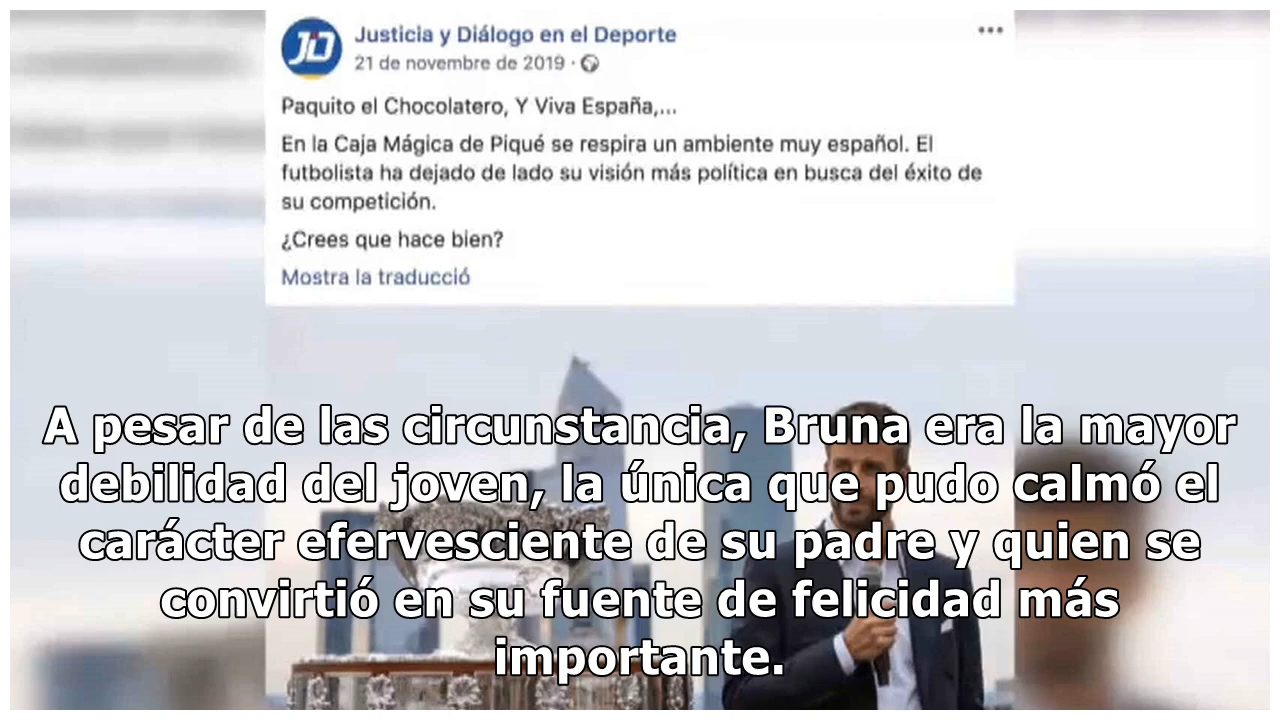 JD
Justicia y Diálogo en el Deporte
21 de novembre de 2019 ·
Paquito el Chocolatero, Y Viva España,...
En la Caja Mágica de Piqué se respira un ambiente muy español. El
futbolista ha dejado de lado su visión más política en busca del éxito de
su competición.
¿Crees que hace bien?
Mostra la traducció
A pesar de las circunstancia, Bruna era la mayor
debilidad del joven, la única que pudo calmó el
carácter efervesciente de su padre y quien se
convirtió en su fuente de felicidad más
importante.